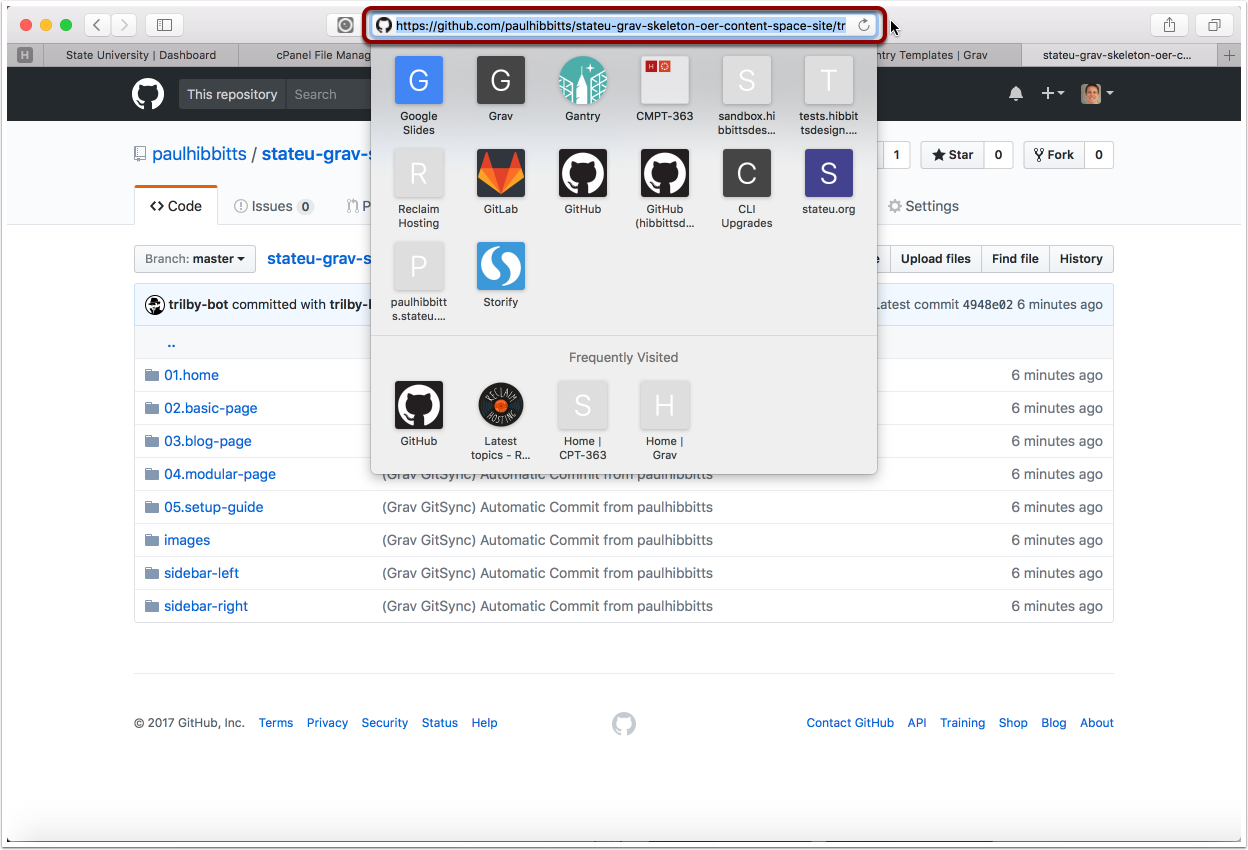 https://github.com/paulhibbitts/stateu-grav-skeleton-oer-content-space-site/tr
H
State University | Dashboard
cPanel File Manag
ntry Templates | Grav
stateu-grav-skeleton-oer-c...
This repository
Search
G
Google Slides
G
Grav
Gantry
H
CMPT-363
S
sandbox.hi
bbittsdes...
T
tests.hibbit
tsdesign....
R
Reclaim
Hosting
GitLab
GitHub
GitHub
(hibbittsd...
C
CLI
Upgrades
S
stateu.org
P
paulhibbitt
s.stateu....
Storify
Frequently Visited
GitHub
RECLAIM HOSTING
Latest
topics - R...
S
Home |
CPT-363
H
Home |
Grav
paulhibbitts / stateu-grav-s
1
Star 0
Fork 0
Code
Issues 0
P
Settings
Branch: master
stateu-grav-s
e
Upload files
Find file
History
trilby-bot committed with trilby-b
Latest commit 4948e02 6 minutes ago
..
01.home 6 minutes ago
02.basic-page 6 minutes ago
03.blog-page 6 minutes ago
04.modular-page (Grav GitSync) Automatic Commit from paulhibbitts 6 minutes ago
05.setup-guide (Grav GitSync) Automatic Commit from paulhibbitts 6 minutes ago
images (Grav GitSync) Automatic Commit from paulhibbitts 6 minutes ago
sidebar-left (Grav GitSync) Automatic Commit from paulhibbitts 6 minutes ago
sidebar-right (Grav GitSync) Automatic Commit from paulhibbitts 6 minutes ago
© 2017 GitHub, Inc. Terms Privacy Security Status Help
Contact GitHub API Training Shop Blog About